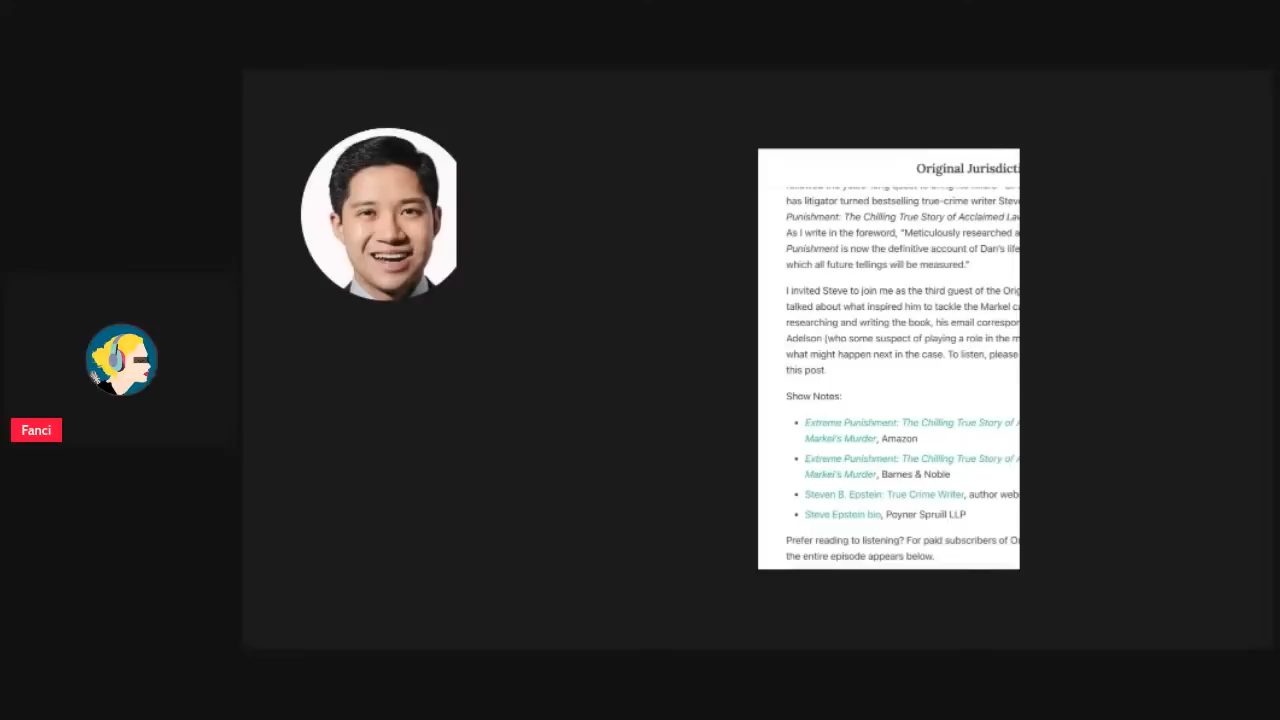 Fanci
Original Jurisdicti
has litigator turned bestselling true-crime writer Stev
Punishment: The Chilling True Story of Acclaimed Lav
As I write in the foreword, "Meticulously researched a
Punishment is now the definitive account of Dan's life
which all future tellings will be measured."
I invited Steve to join me as the third guest of the Orig
talked about what inspired him to tackle the Markel ca
researching and writing the book, his email correspon
Adelson (who some suspect of playing a role in the m
what might happen next in the case. To listen, please
this post.
Show Notes:
• Extreme Punishment: The Chilling True Story of A
Markel's Murder, Amazon
• Extreme Punishment: The Chilling True Story of A
Markel's Murder, Barnes & Noble
• Steven B. Epstein: True Crime Writer, author web
• Steve Epstein bio, Poyner Spruill LLP
Prefer reading to listening? For paid subscribers of Or
the entire episode appears below.